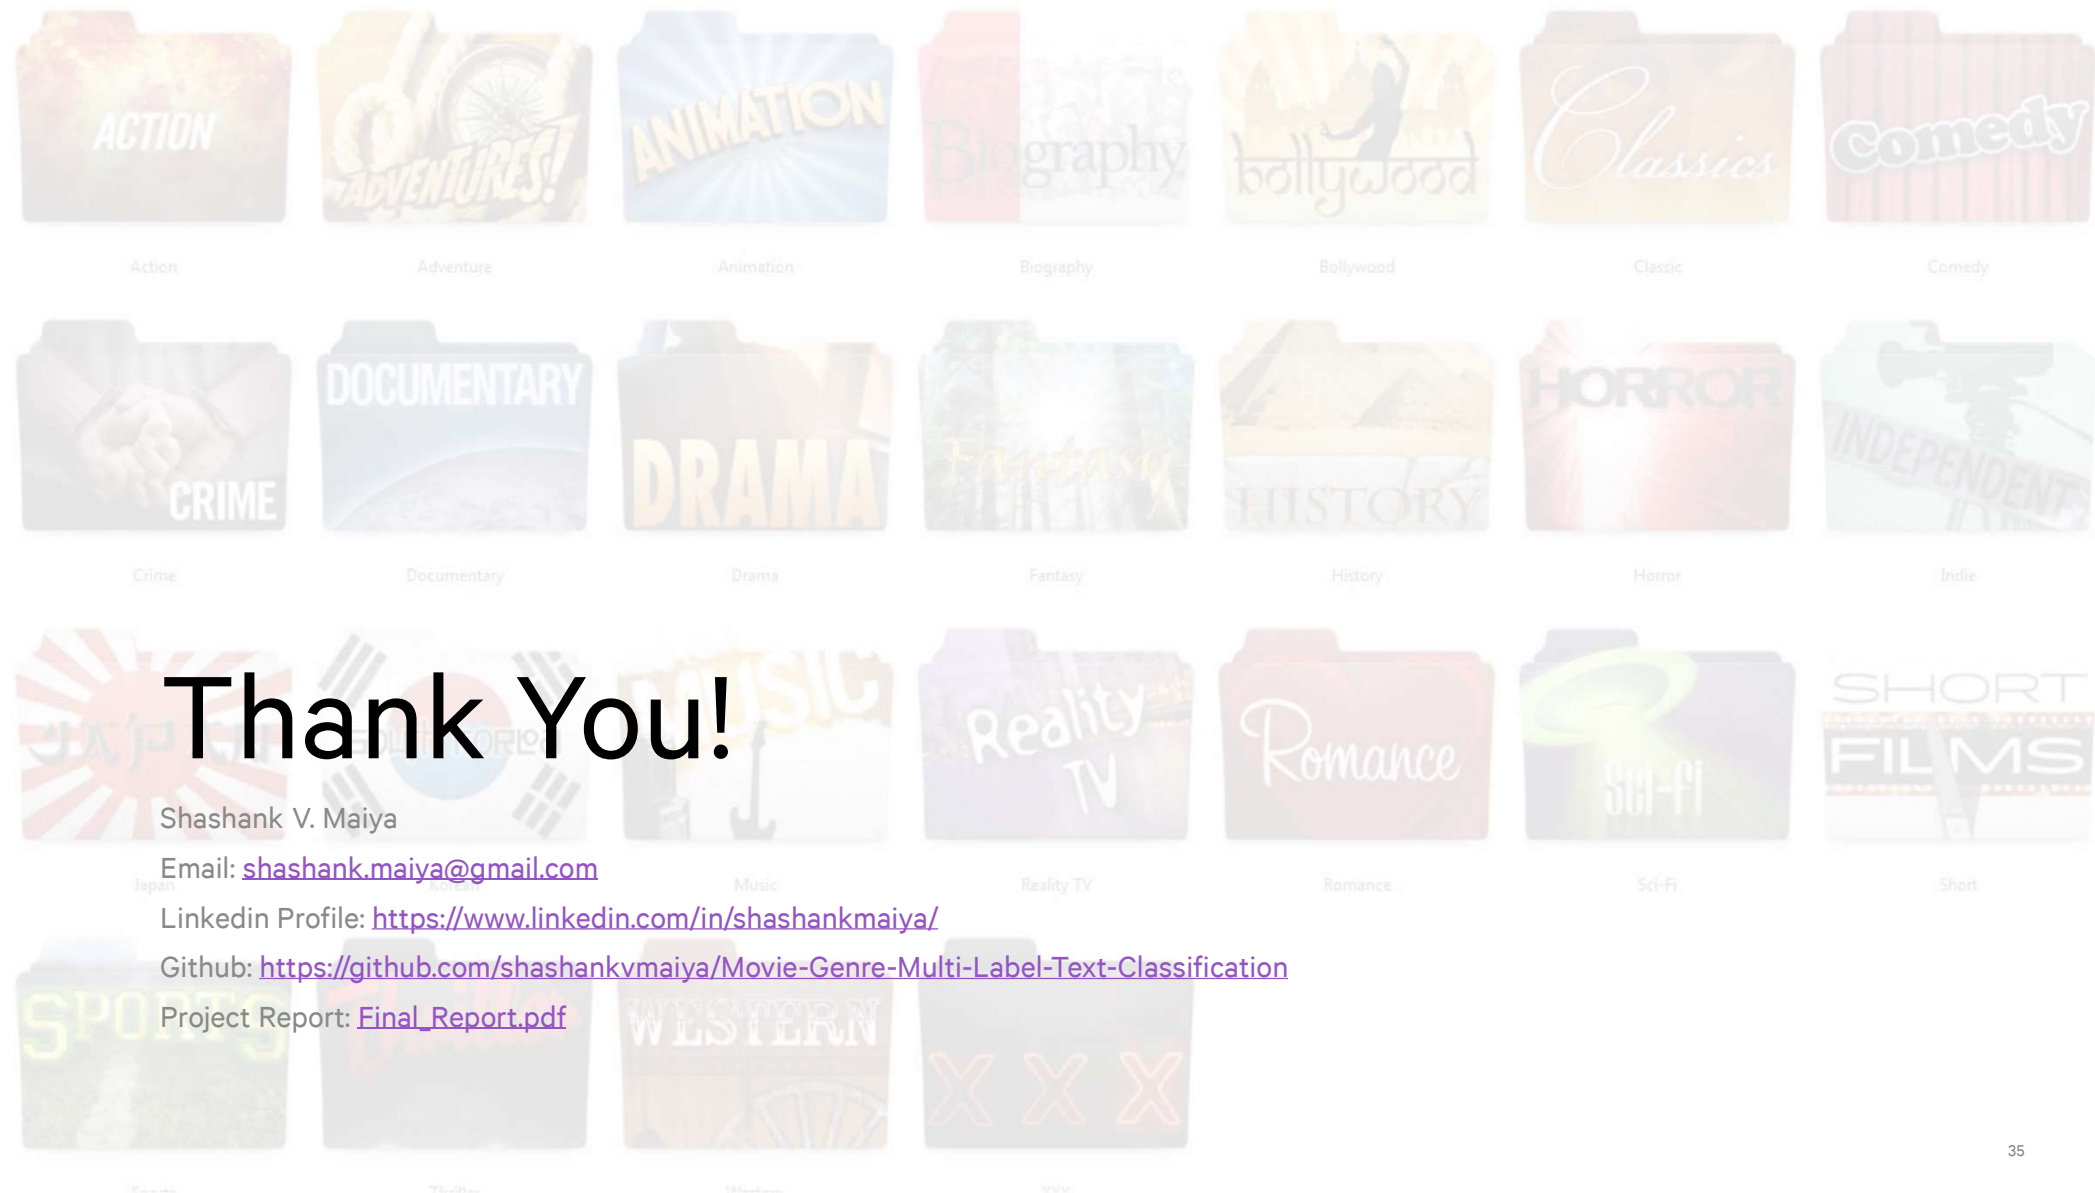 ACTION
ADVENTURES!
ANIMATION
Biography
bollywood
Classics
Comedy
Action
Adventure
Animation
Biography
Bollywood
Classic
Comedy
CRIME
DOCUMENTARY
DRAMA
Fantasy
HISTORY
HORROR
INDEPENDENT
Crime
Documentary
Drama
Fantasy
History
Horror
Indie
MUSIC
Reality
TV
Romance
Sci-Fi
SHORT
FILMS
Thank You!
Shashank V. Maiya
Email: shashank.maiya@gmail.com
Japan
Korean
Music
Reality TV
Romance
Sci-Fi
Short
Linkedin Profile: https://www.linkedin.com/in/shashankmaiya/
Github: https://github.com/shashankvmaiya/Movie-Genre-Multi-Label-Text-Classification
Project Report: Final_Report.pdf
SPORTS
Thriller
WESTERN
XXX
35